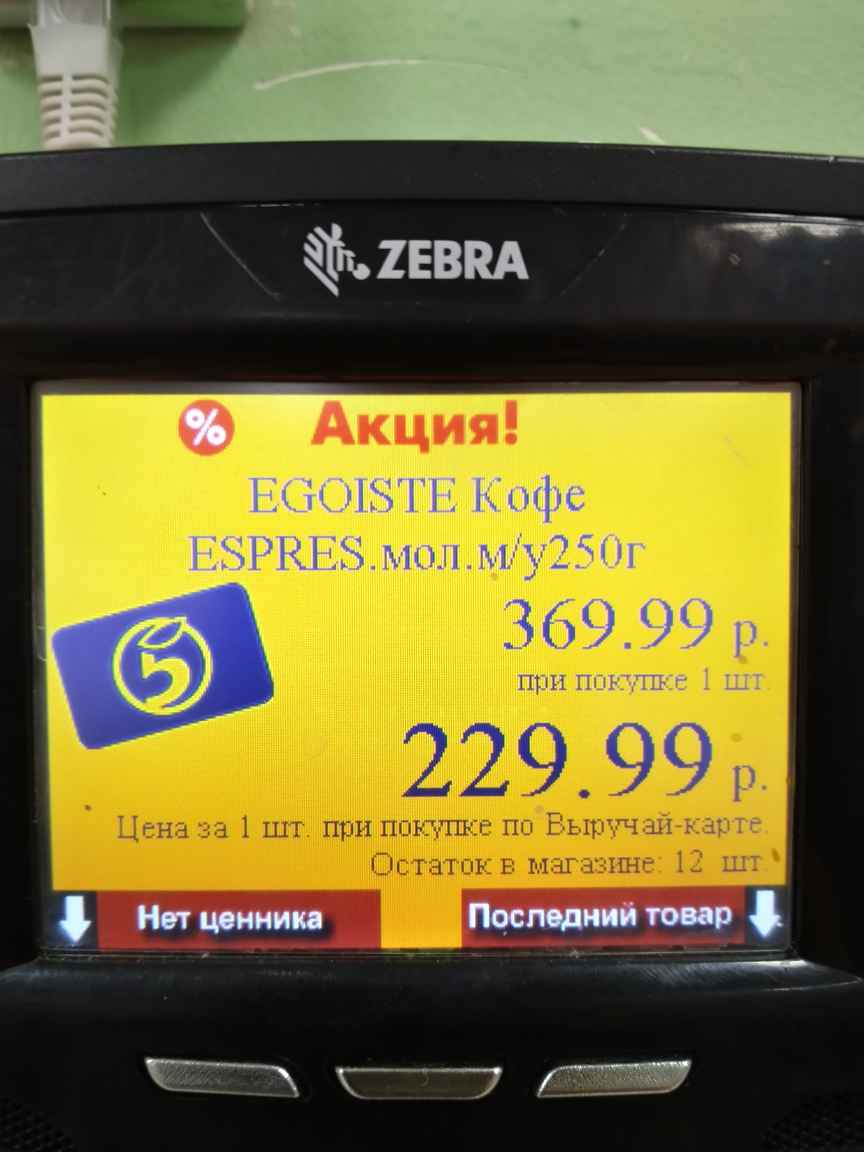 ZEBRA
% Акция!
EGOISTE Кофе
ESPRES.мол.м/у250г
369.99 р.
при покупке 1 шт.
5
229.99 р.
Цена за 1 шт. при покупке по Выручай-карте.
Остаток в магазине: 12 шт.
Нет ценника
Последний товар